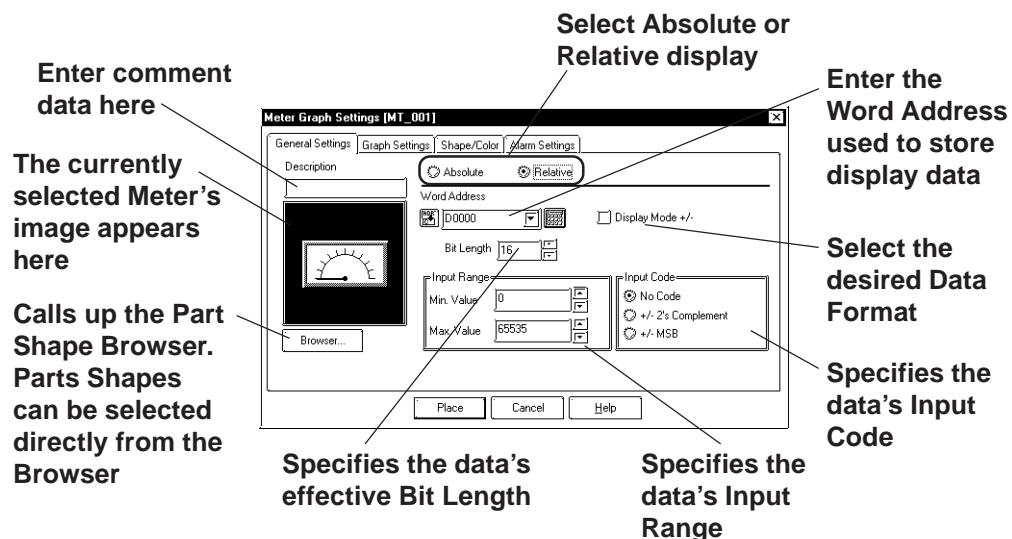 Select Absolute or
Relative display
Enter comment
data here
Enter the
Word Address
used to store
display data
The currently
selected Meter's
image appears
here
Calls up the Part
Shape Browser.
Parts Shapes
can be selected
directly from the
Browser
Meter Graph Settings [MT_001]
General Settings Graph Settings Shape/Color Alarm Settings
Description
Absolute Relative
Word Address
D0000
Display Mode +/-
Bit Length 16
Input Range
Min. Value 0
Max. Value 65535
Input Code
No Code
+/- 2's Complement
+/- MSB
Browser...
Place Cancel Help
Select the
desired Data
Format
Specifies the
data's Input
Code
Specifies the data's
effective Bit Length
Specifies the
data's Input
Range